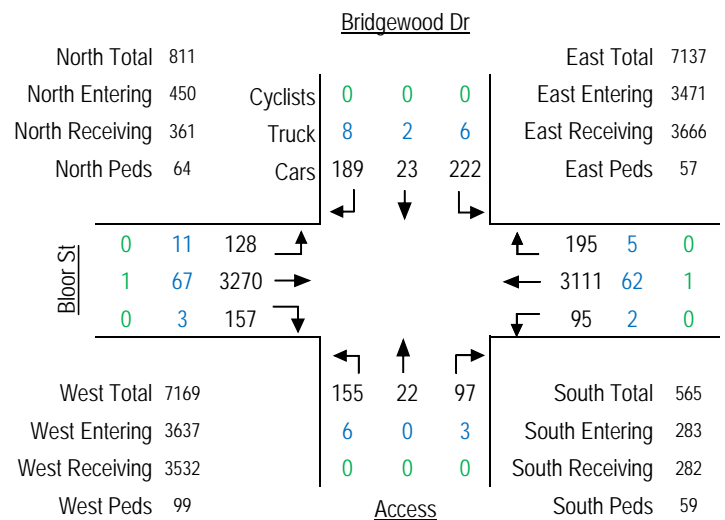 Bridgewood Dr
North Total 811
East Total 7137
North Entering 450
Cyclists 0 0 0
East Entering 3471
North Receiving 361
Truck 8 2 6
East Receiving 3666
North Peds 64
Cars 189 23 222
East Peds 57
Bloor St
0 11 128
195 5 0
1 67 3270
3111 62 1
0 3 157
95 2 0
West Total 7169
155 22 97
South Total 565
West Entering 3637
6 0 3
South Entering 283
West Receiving 3532
0 0 0
South Receiving 282
West Peds 99
Access
South Peds 59